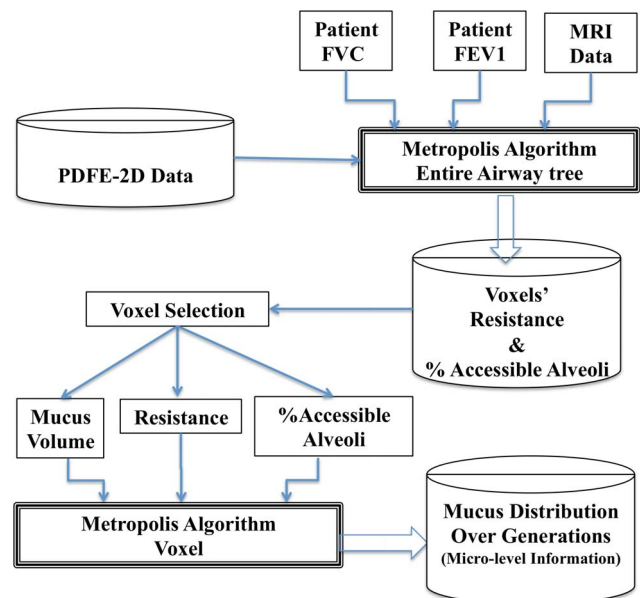 Patient
FVC
Patient
FEV1
MRI
Data
PDFE-2D Data
Metropolis Algorithm
Entire Airway tree
Voxel Selection
Voxels’
Resistance
&
% Accessible Alveoli
Mucus
Volume
Resistance
%Accessible
Alveoli
Metropolis Algorithm
Voxel
Mucus Distribution
Over Generations
(Micro-level Information)